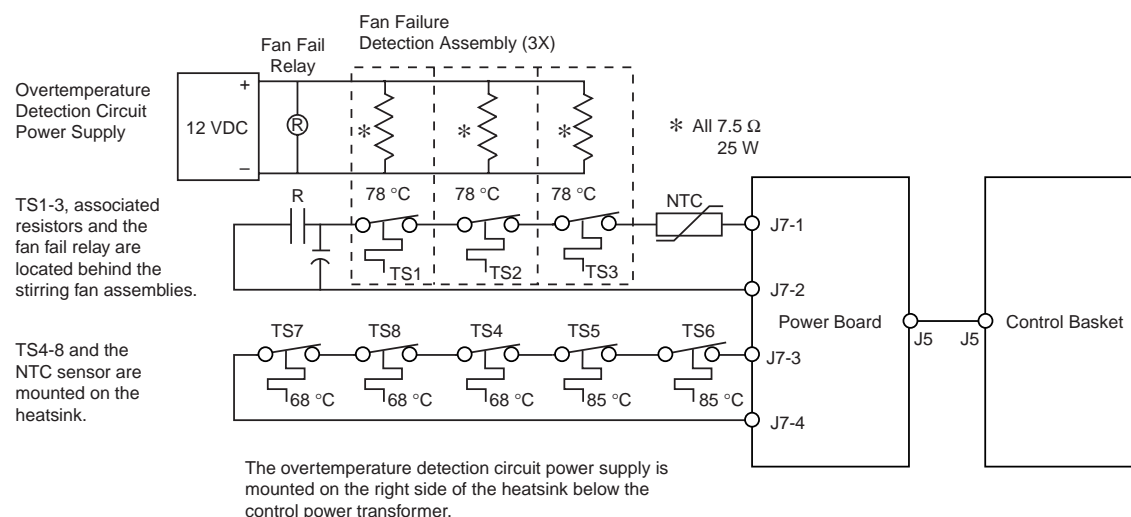 Fan Failure
Detection Assembly (3X)
Fan Fail
Relay
Overtemperature
Detection Circuit
Power Supply
12 VDC
+
–
R
* * *
* All 7.5 Ω
25 W
TS1-3, associated
resistors and the
fan fail relay are
located behind the
stirring fan assemblies.
R
78 °C 78 °C 78 °C
NTC
TS1 TS2 TS3
J7-1
J7-2
Power Board
J5 J5
Control Basket
TS4-8 and the
NTC sensor are
mounted on the
heatsink.
TS7 TS8 TS4 TS5 TS6
68 °C 68 °C 68 °C 85 °C 85 °C
J7-3
J7-4
The overtemperature detection circuit power supply is
mounted on the right side of the heatsink below the
control power transformer.